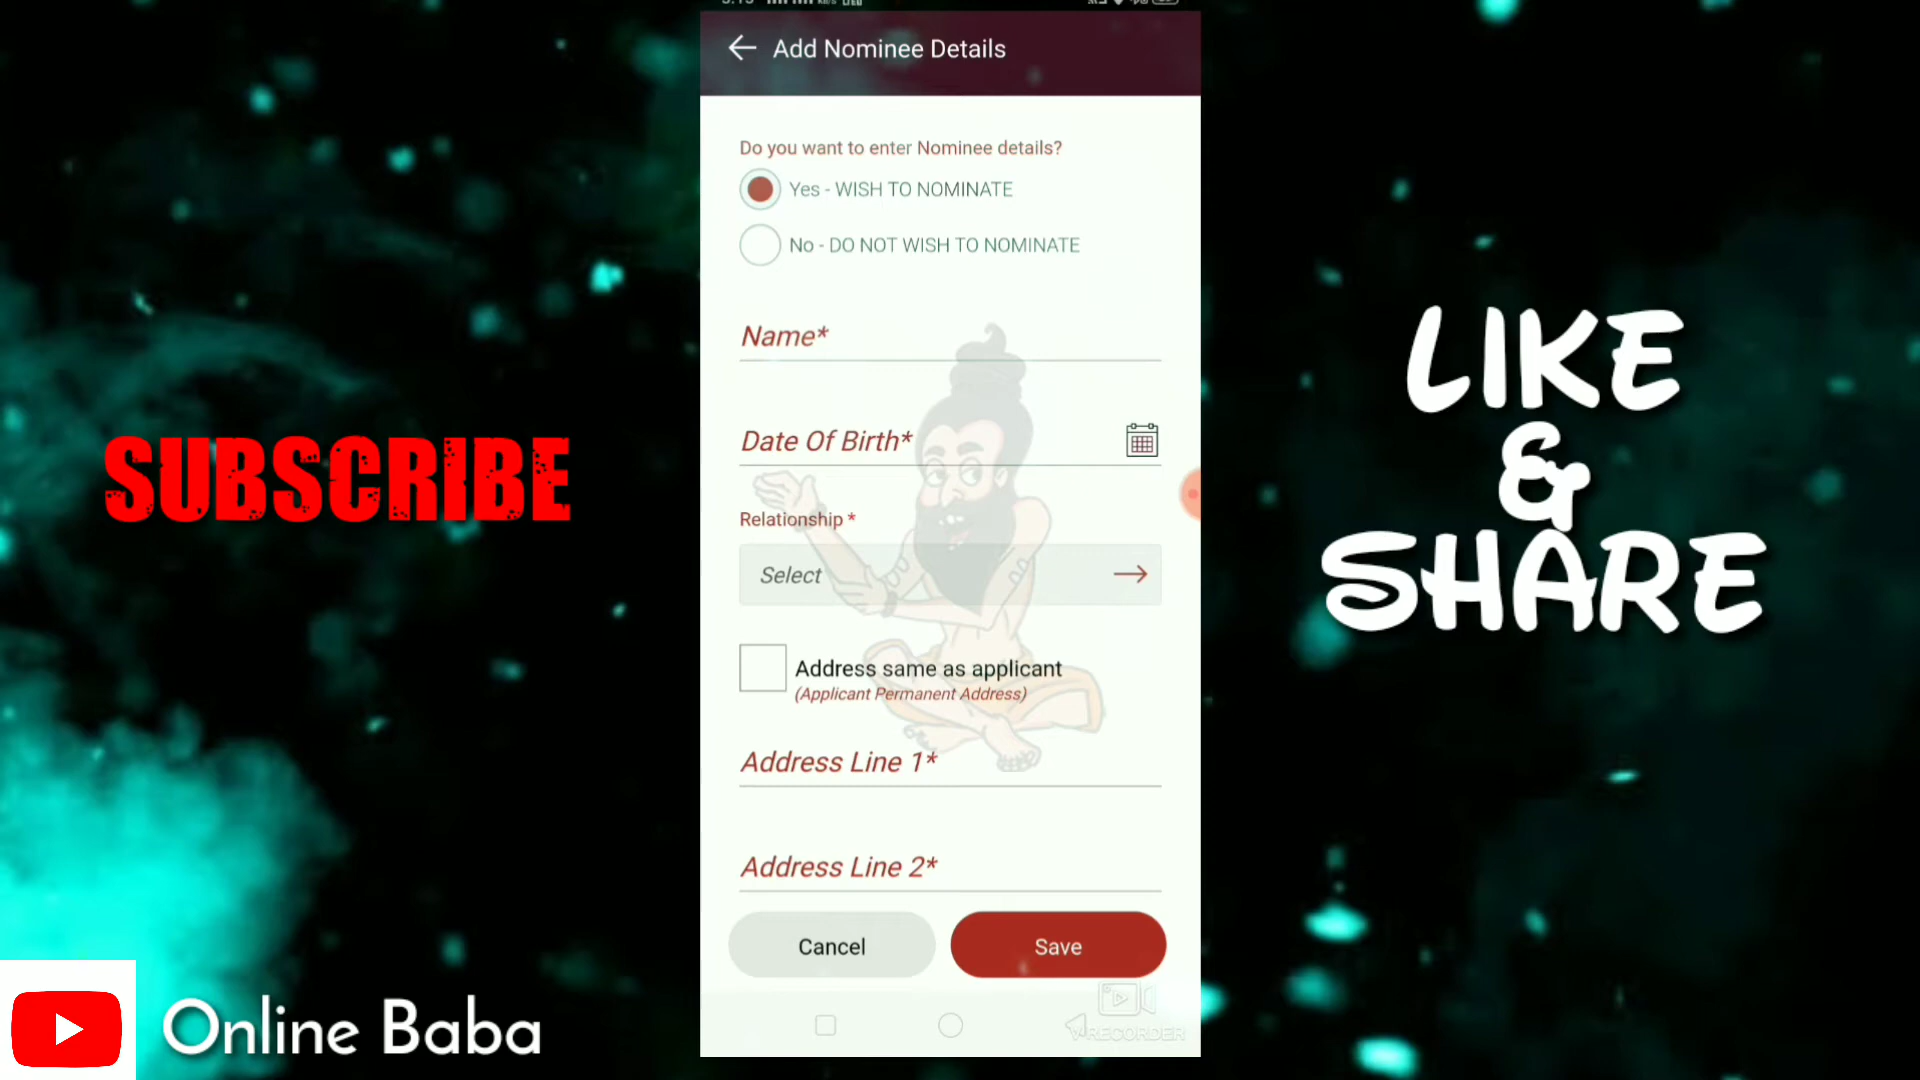 Add Nominee Details
Do you want to enter Nominee details?
Yes - WISH TO NOMINATE
No - DO NOT WISH TO NOMINATE
Name*
Date Of Birth*
Relationship *
Select
Address same as applicant
(Applicant Permanent Address)
Address Line 1*
Address Line 2*
Cancel
Save
V-RECORDER
SUBSCRIBE
LIKE
&
SHARE
Online Baba